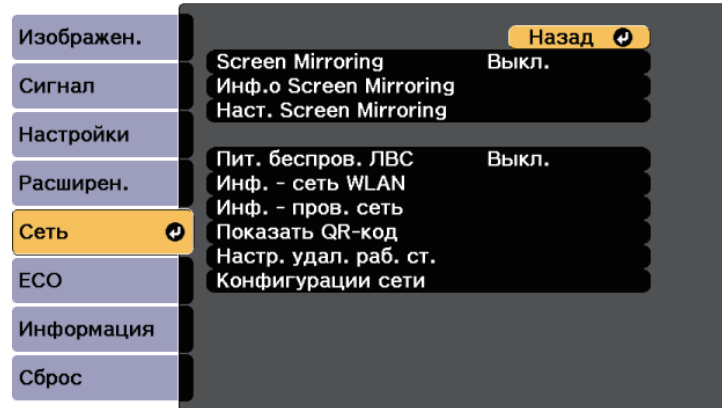 Изображен.
Сигнал
Настройки
Расширен.
Сеть
ECO
Информация
Сброс
Назад
Screen Mirroring Выкл.
Инф.о Screen Mirroring
Наст. Screen Mirroring
Пит. беспров. ЛВС Выкл.
Инф. - сеть WLAN
Инф. - пров. сеть
Показать QR-код
Настр. удал. раб. ст.
Конфигурации сети